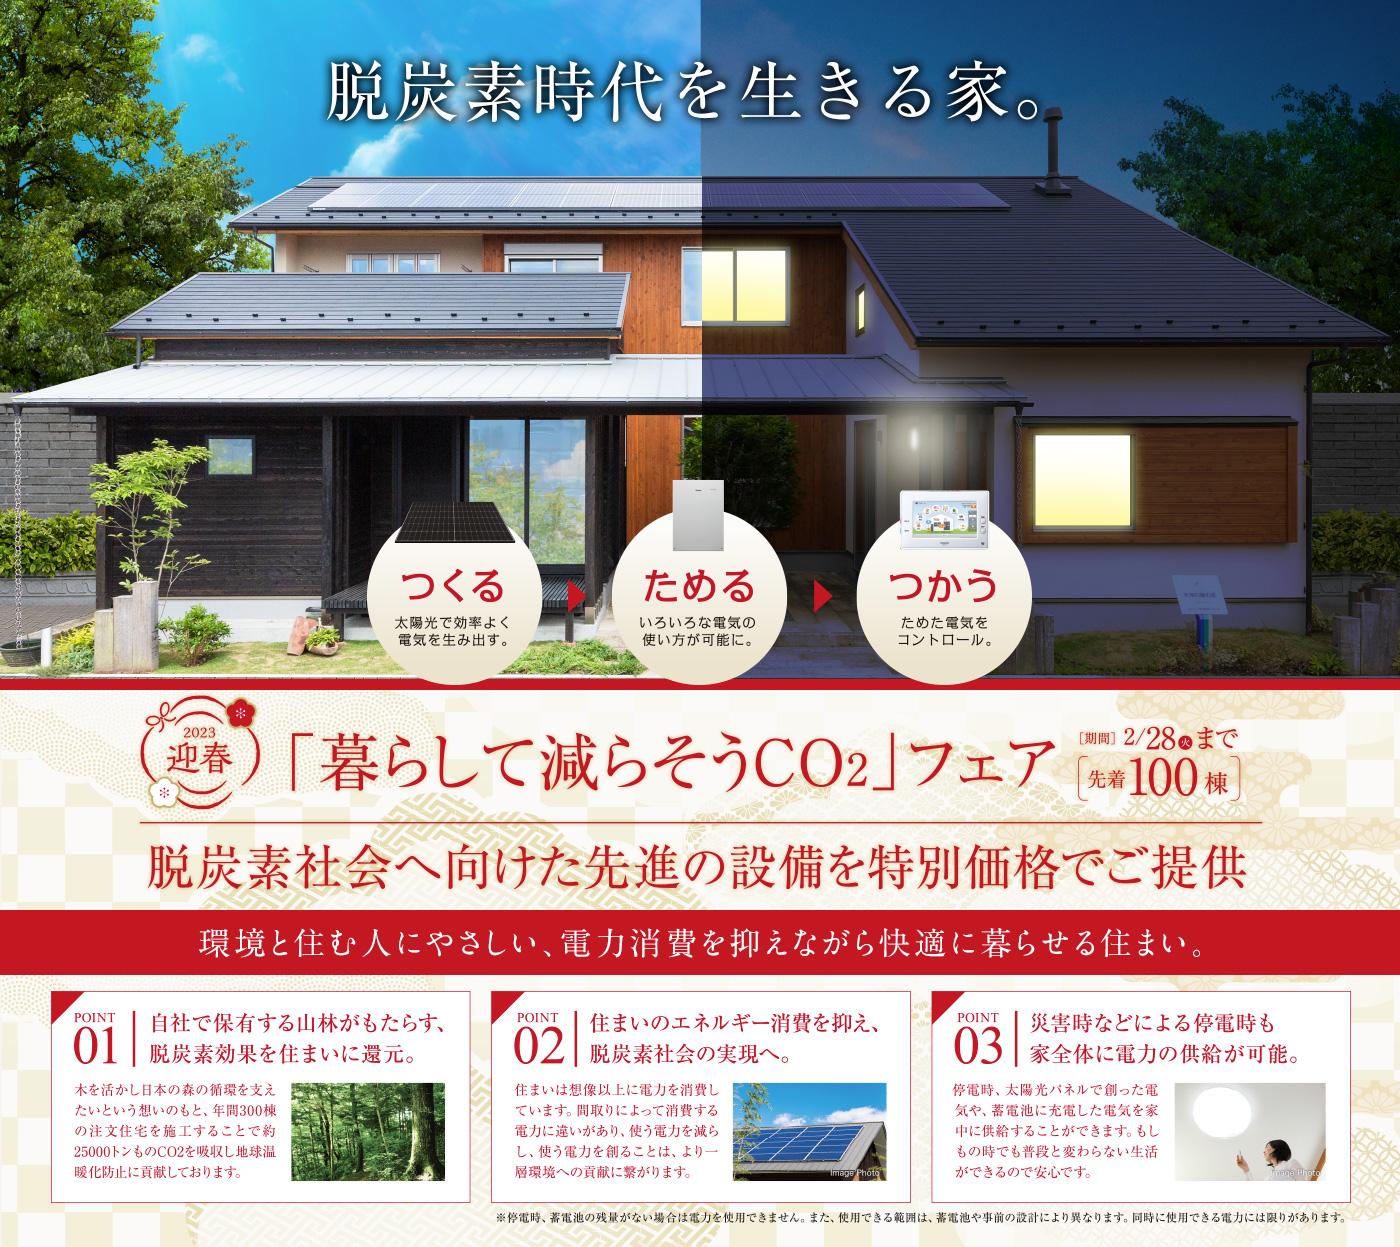 脱炭素時代を生きる家。
つくる
太陽光で効率よく
電気を生み出す。
ためる
いろいろな電気の
使い方が可能に。
つかう
ためた電気を
コントロール。
2023
迎春
「暮らして減らそうCO2」フェア
[期間] 2/28火まで
先着100棟
脱炭素社会へ向けた先進の設備を特別価格でご提供
環境と住む人にやさしい、電力消費を抑えながら快適に暮らせる住まい。
POINT
01
自社で保有する山林がもたらす、
脱炭素効果を住まいに還元。
木を活かし日本の森の循環を支え
たいという想いのもと、年間300棟
の注文住宅を施工することで約
25000トンものCO2を吸収し地球温
暖化防止に貢献しております。
POINT
02
住まいのエネルギー消費を抑え、
脱炭素社会の実現へ。
住まいは想像以上に電力を消費し
ています。間取りによって消費する
電力に違いがあり、使う電力を減ら
し、使う電力を創ることは、より一
層環境への貢献に繋がります。
Image Photo
POINT
03
災害時などによる停電時も
家全体に電力の供給が可能。
停電時、太陽光パネルで創った電
気や、蓄電池に充電した電気を家
中に供給することができます。もし
もの時でも普段と変わらない生活
ができるので安心です。
Image Photo
※停電時、蓄電池の残量がない場合は電力を使用できません。また、使用できる範囲は、蓄電池や事前の設計により異なります。同時に使用できる電力には限りがあります。